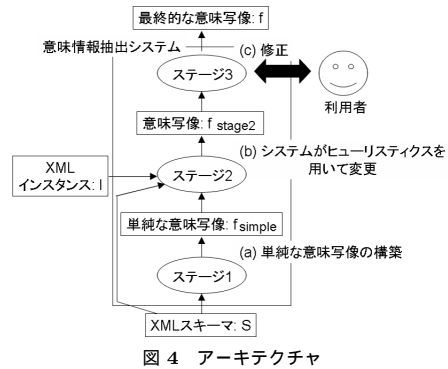 最終的な意味写像: f
意味情報抽出システム
(c) 修正
ステージ3
利用者
意味写像: f stage2
(b) システムがヒューリスティクスを
用いて変更
XML
インスタンス: I
ステージ2
単純な意味写像: fsimple
(a) 単純な意味写像の構築
ステージ1
XMLスキーマ: S
図 4 アーキテクチャ